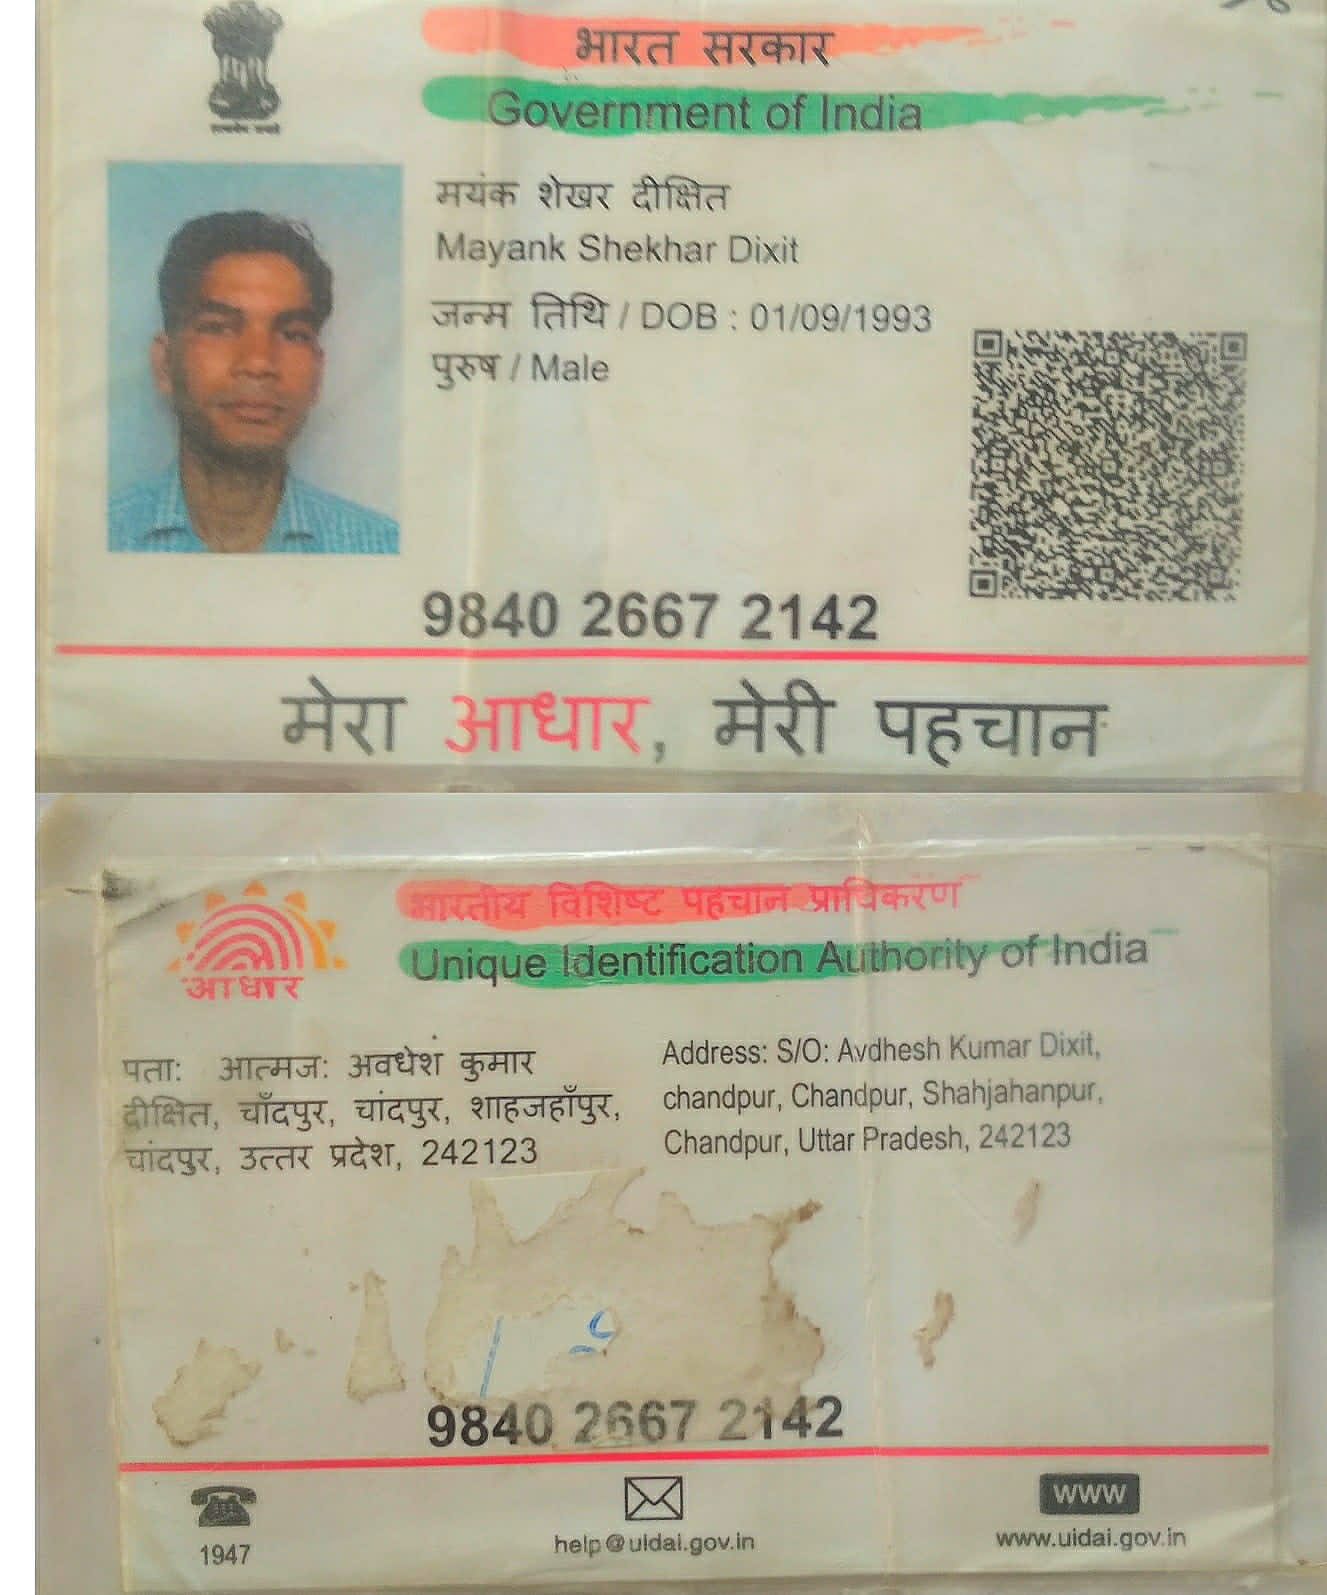 भारत सरकार
Government of India
मयंक शेखर दीक्षित
Mayank Shekhar Dixit
जन्म तिथि / DOB : 01/09/1993
पुरुष / Male
9840 2667 2142
मेरा आधार, मेरी पहचान
भारतीय विशिष्ट पहचान प्राधिकरण
Unique Identification Authority of India
आधार
पता: आत्मज: अवधेश कुमार
दीक्षित, चाँदपुर, चांदपुर, शाहजहाँपुर,
चांदपुर, उत्तर प्रदेश, 242123
Address: S/O: Avdhesh Kumar Dixit,
chandpur, Chandpur, Shahjahanpur,
Chandpur, Uttar Pradesh, 242123
9840 2667 2142
1947
help@uidai.gov.in
www
www.uidai.gov.in